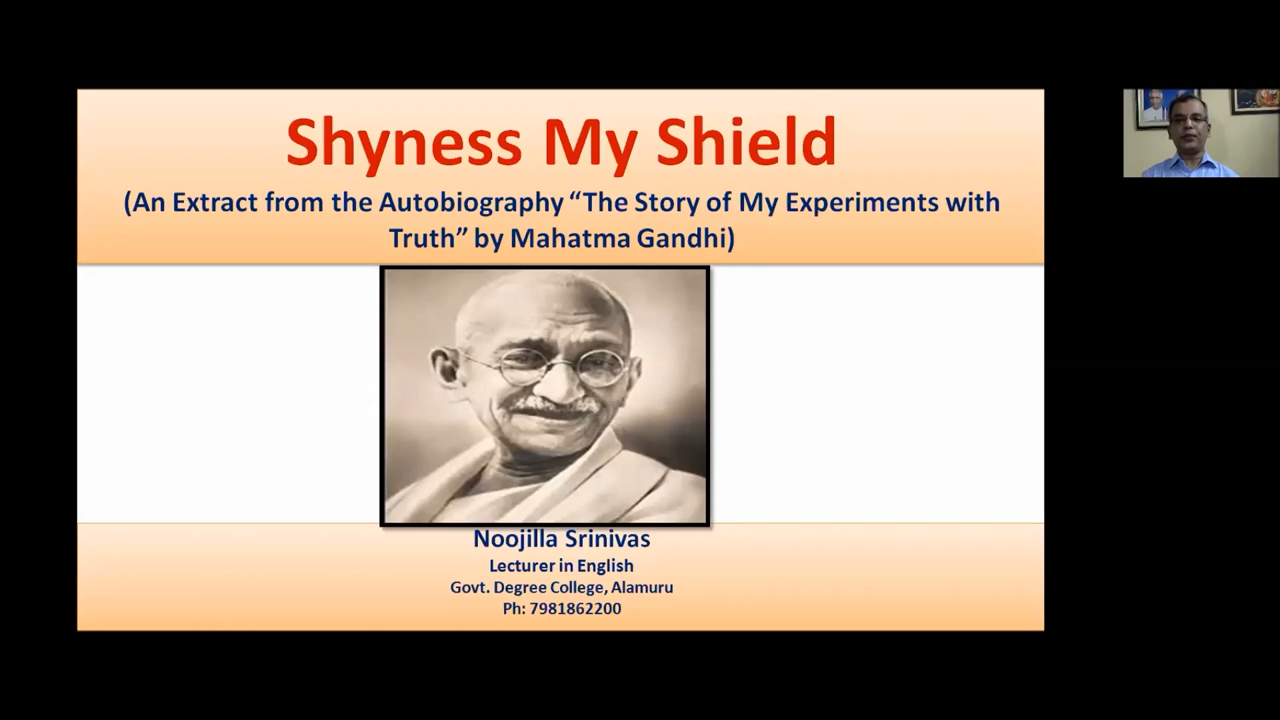 Shyness My Shield
(An Extract from the Autobiography “The Story of My Experiments with
Truth” by Mahatma Gandhi)
Noojilla Srinivas
Lecturer in English
Govt. Degree College, Alamuru
Ph: 7981862200